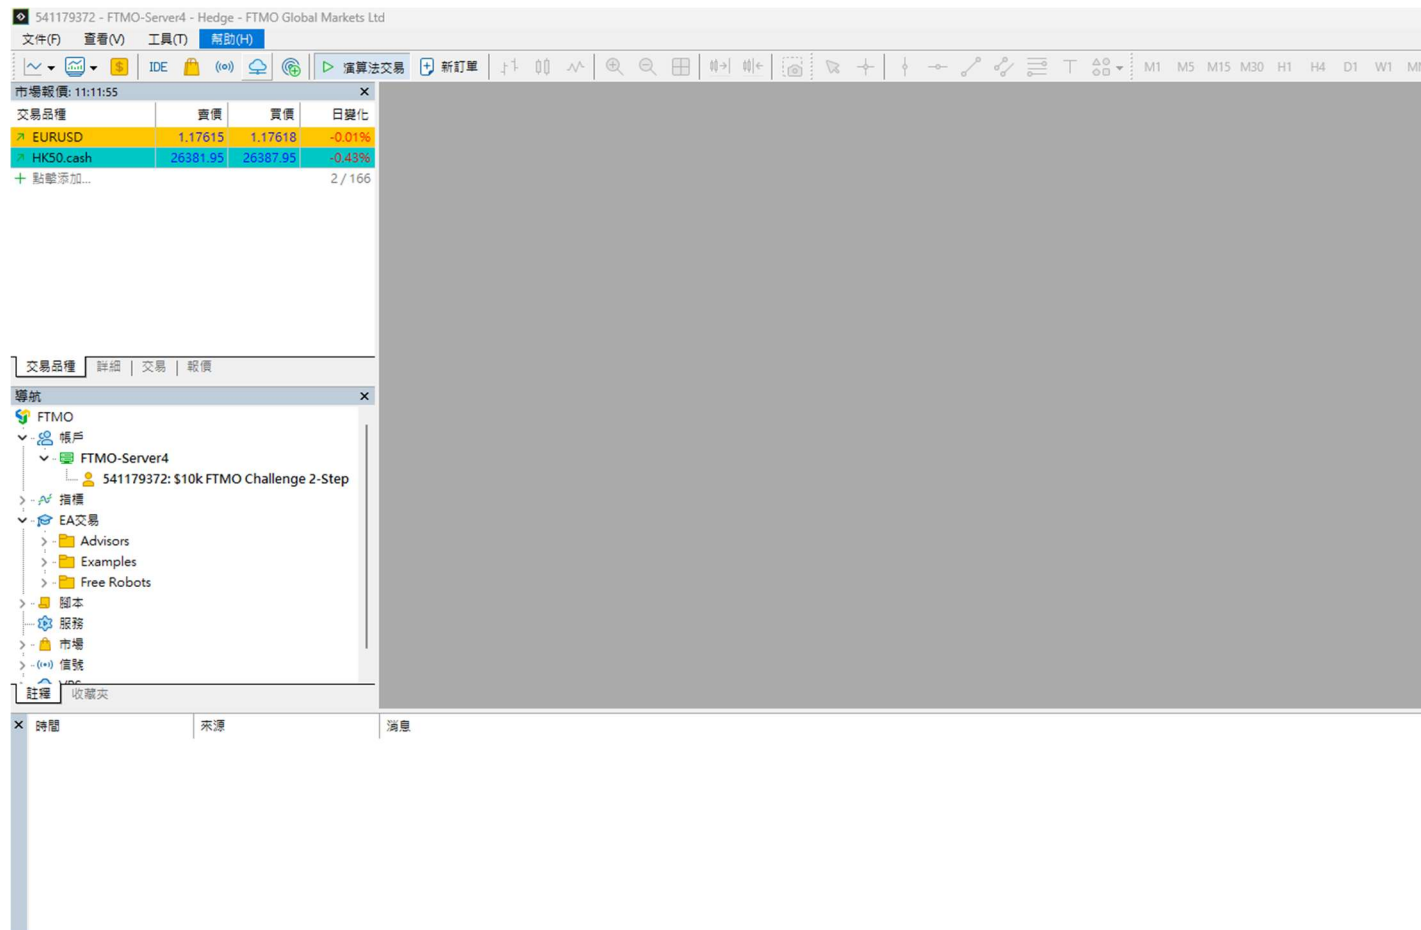 541179372 - FTMO-Server4 - Hedge - FTMO Global Markets Ltd
文件(F) 查看(V) 工具(T) 幫助(H)
IDE 演算法交易 新訂單 M1 M5 M15 M30 H1 H4 D1 W1
市場報價: 11:11:55
交易品種 賣價 買價 日變化
EURUSD 1.17615 1.17618 -0.01%
HK50.cash 26381.95 26387.95 -0.43%
點擊添加... 2 / 166
交易品種 詳細 交易 報價
導航
FTMO
帳戶
FTMO-Server4
541179372: $10k FTMO Challenge 2-Step
指標
EA交易
Advisors
Examples
Free Robots
腳本
服務
市場
信號
VPS
註釋 收藏夾
時間 來源 消息